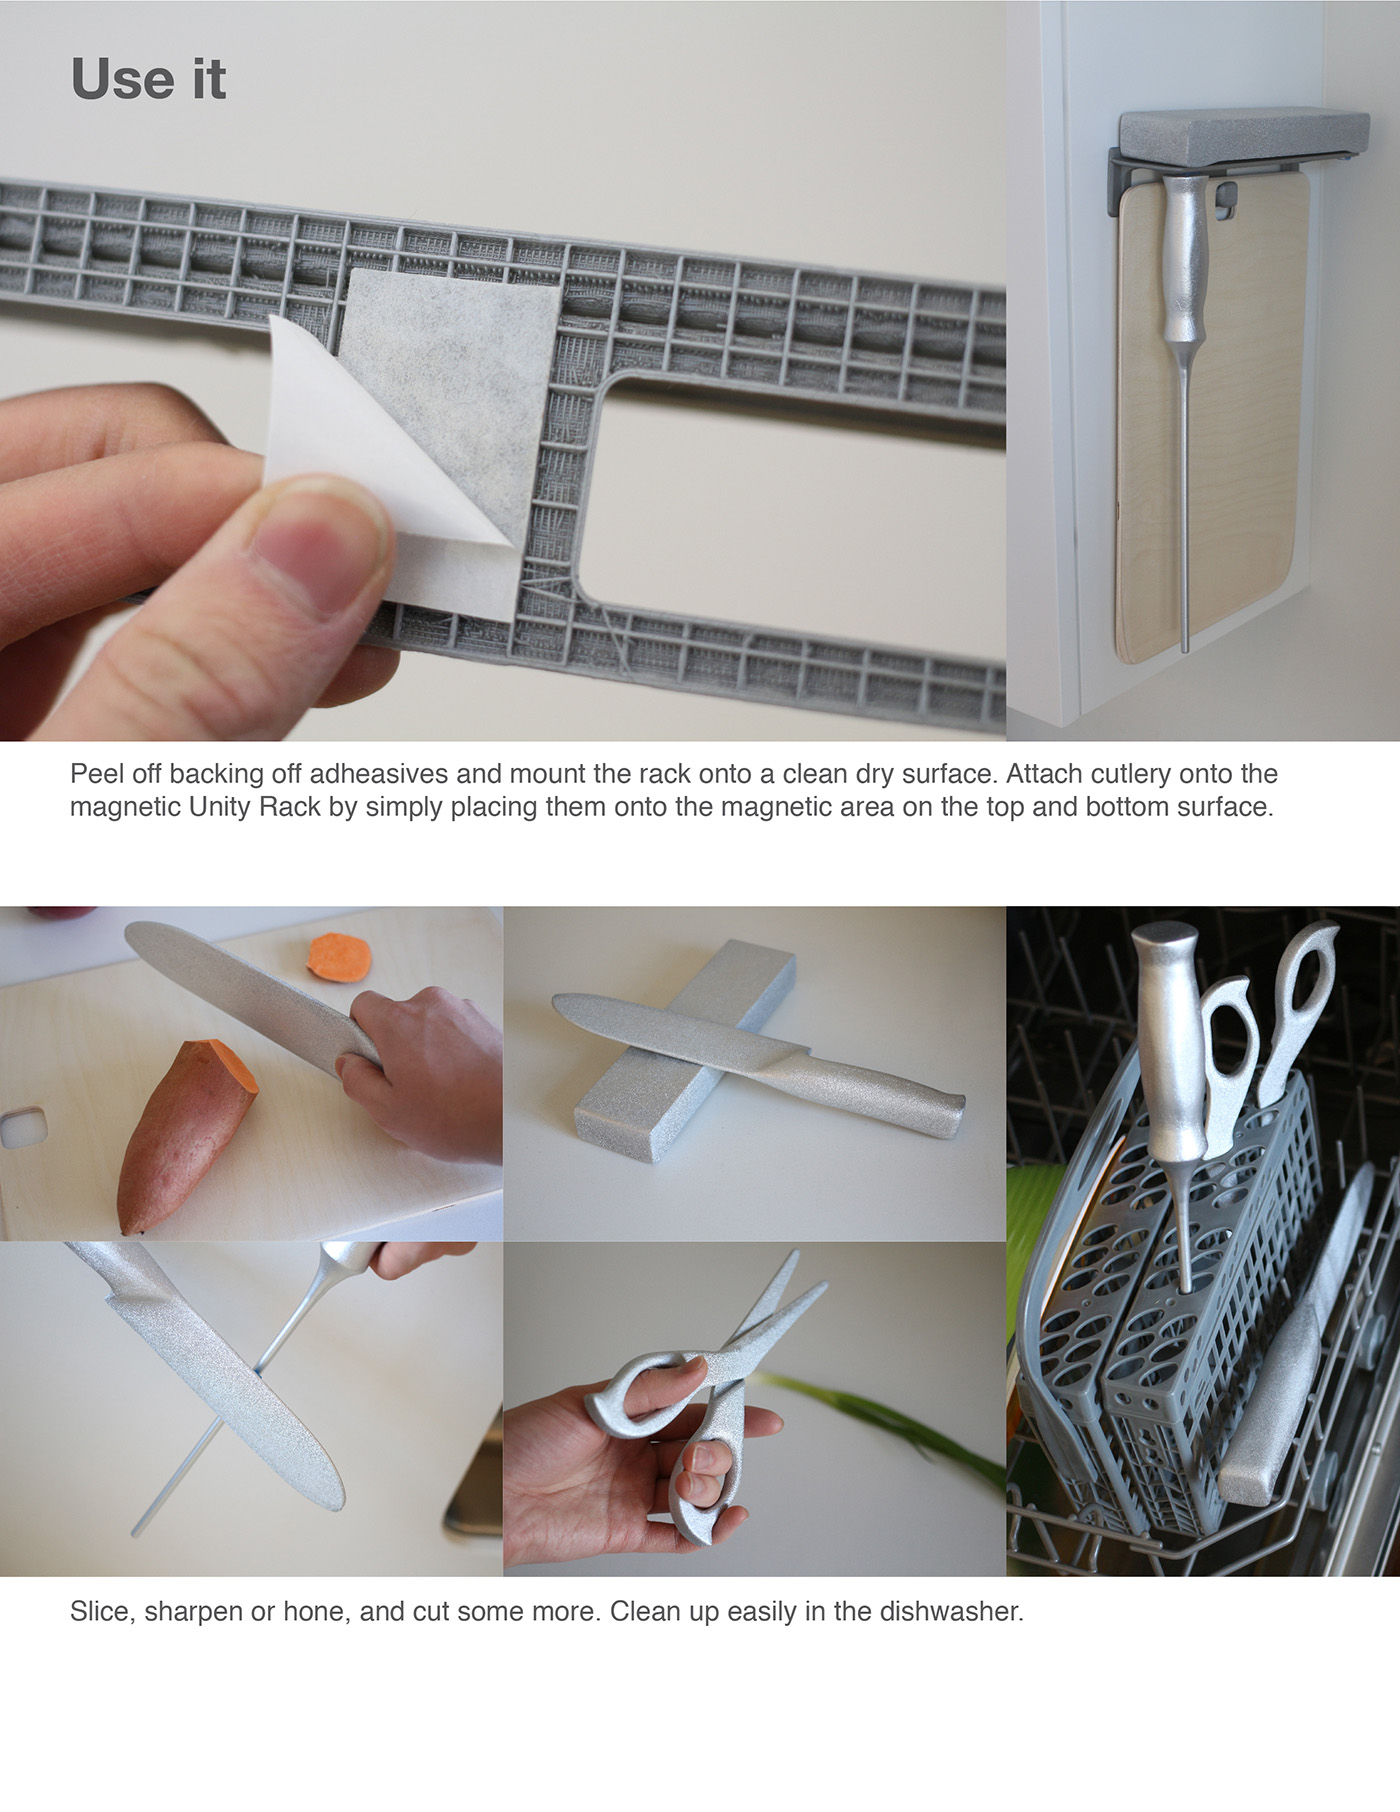 Use it
Peel off backing off adheasives and mount the rack onto a clean dry surface. Attach cutlery onto the
magnetic Unity Rack by simply placing them onto the magnetic area on the top and bottom surface.
Slice, sharpen or hone, and cut some more. Clean up easily in the dishwasher.